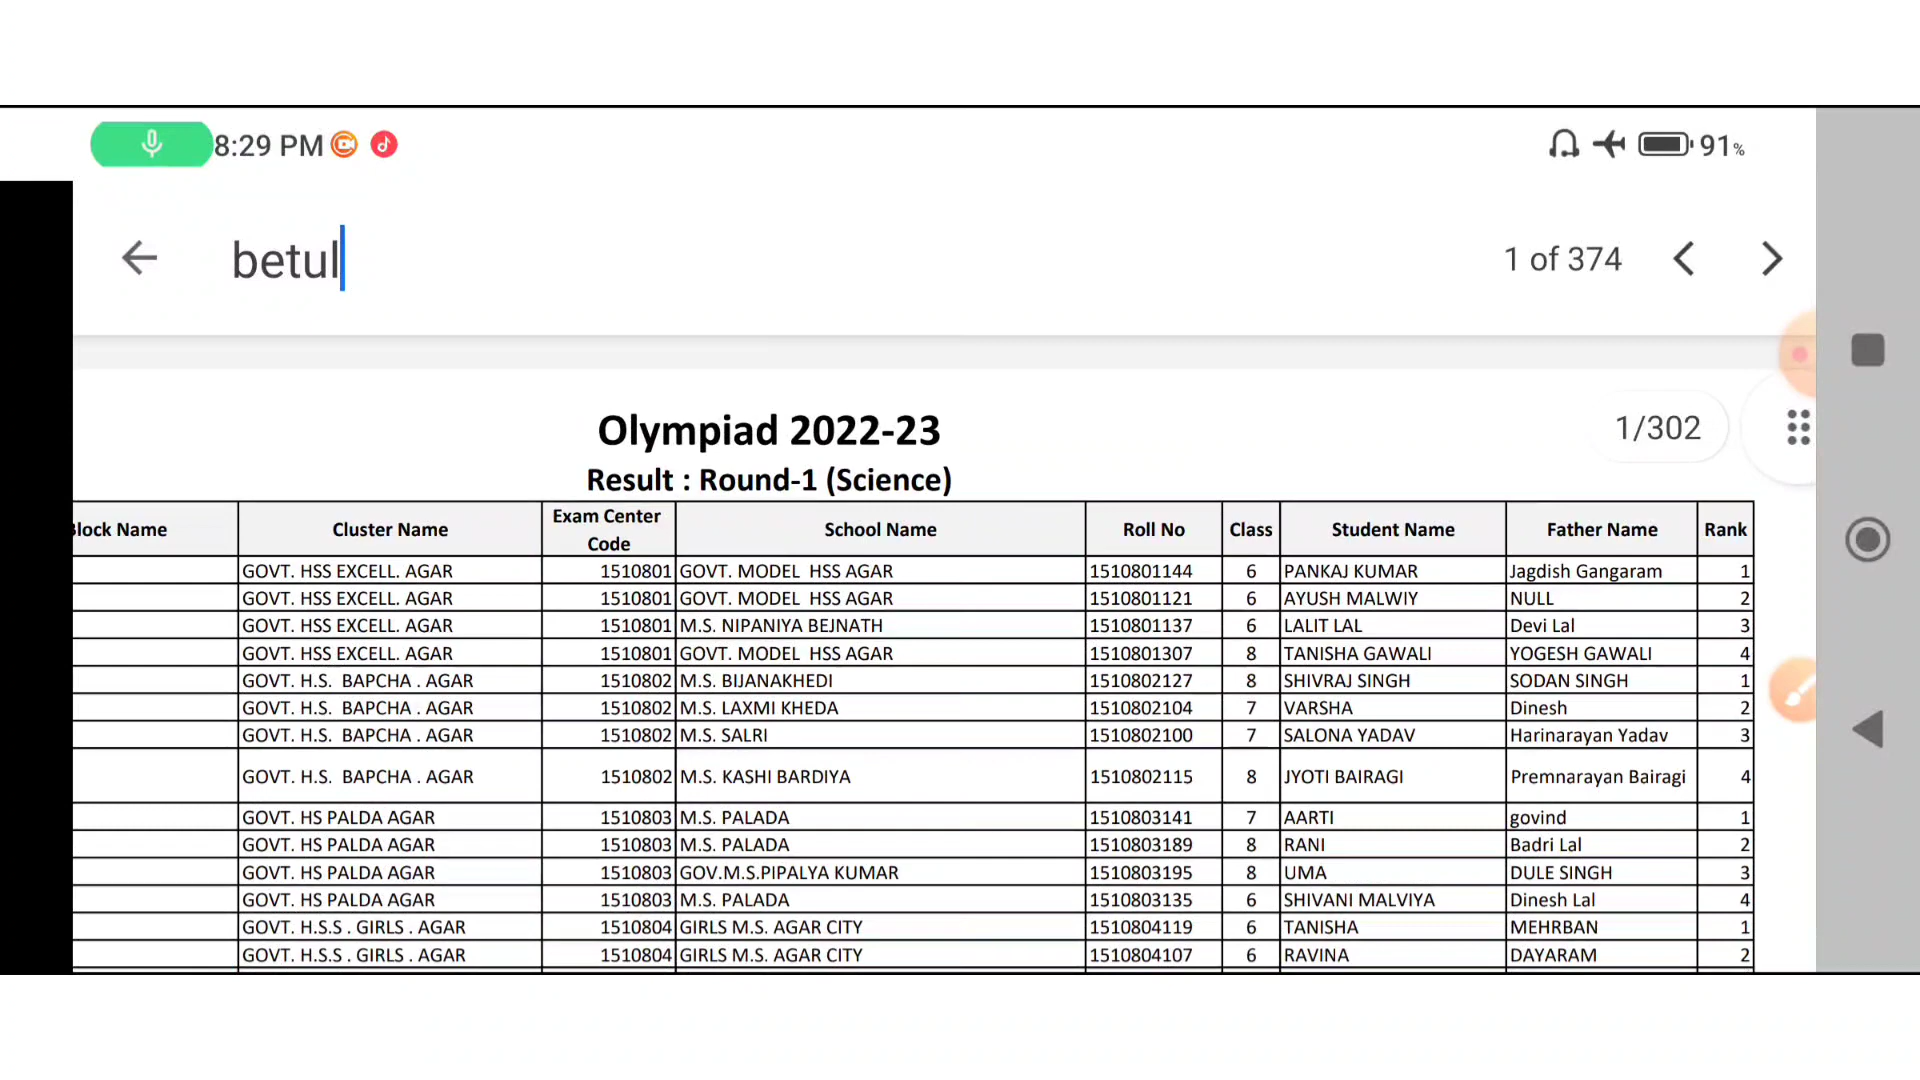 8:29 PM 91%
betul 1 of 374
Olympiad 2022-23 1/302
Result : Round-1 (Science)
Block Name Cluster Name Exam Center Code School Name Roll No Class Student Name Father Name Rank
GOVT. HSS EXCELL. AGAR 1510801 GOVT. MODEL HSS AGAR 1510801144 6 PANKAJ KUMAR Jagdish Gangaram 1
GOVT. HSS EXCELL. AGAR 1510801 GOVT. MODEL HSS AGAR 1510801121 6 AYUSH MALWIY NULL 2
GOVT. HSS EXCELL. AGAR 1510801 M.S. NIPANIYA BEJNATH 1510801137 6 LALIT LAL Devi Lal 3
GOVT. HSS EXCELL. AGAR 1510801 GOVT. MODEL HSS AGAR 1510801307 8 TANISHA GAWALI YOGESH GAWALI 4
GOVT. H.S. BAPCHA . AGAR 1510802 M.S. BIJANAKHEDI 1510802127 8 SHIVRAJ SINGH SODAN SINGH 1
GOVT. H.S. BAPCHA . AGAR 1510802 M.S. LAXMI KHEDA 1510802104 7 VARSHA Dinesh 2
GOVT. H.S. BAPCHA . AGAR 1510802 M.S. SALRI 1510802100 7 SALONA YADAV Harinarayan Yadav 3
GOVT. H.S. BAPCHA . AGAR 1510802 M.S. KASHI BARDIYA 1510802115 8 JYOTI BAIRAGI Premnarayan Bairagi 4
GOVT. HS PALDA AGAR 1510803 M.S. PALADA 1510803141 7 AARTI govind 1
GOVT. HS PALDA AGAR 1510803 M.S. PALADA 1510803189 8 RANI Badri Lal 2
GOVT. HS PALDA AGAR 1510803 GOV.M.S.PIPALYA KUMAR 1510803195 8 UMA DULE SINGH 3
GOVT. HS PALDA AGAR 1510803 M.S. PALADA 1510803135 6 SHIVANI MALVIYA Dinesh Lal 4
GOVT. H.S.S . GIRLS . AGAR 1510804 GIRLS M.S. AGAR CITY 1510804119 6 TANISHA MEHRBAN 1
GOVT. H.S.S . GIRLS . AGAR 1510804 GIRLS M.S. AGAR CITY 1510804107 6 RAVINA DAYARAM 2